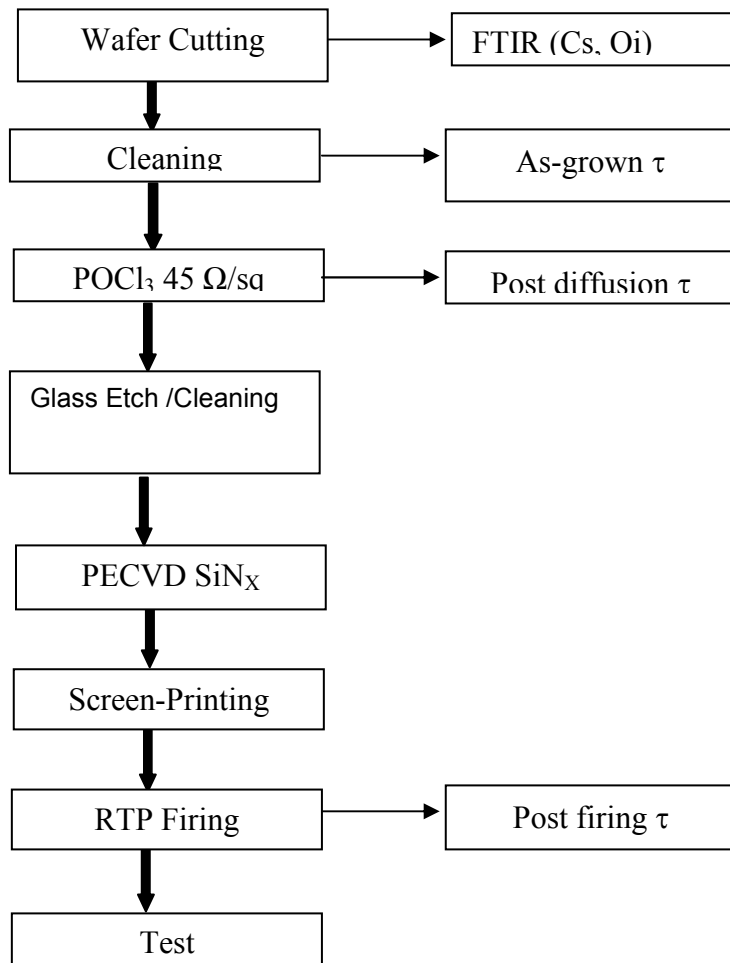 Wafer Cutting
FTIR (Cs, Oi)
Cleaning
As-grown τ
POCl₃ 45 Ω/sq
Post diffusion τ
Glass Etch /Cleaning
PECVD SiNX
Screen-Printing
RTP Firing
Post firing τ
Test